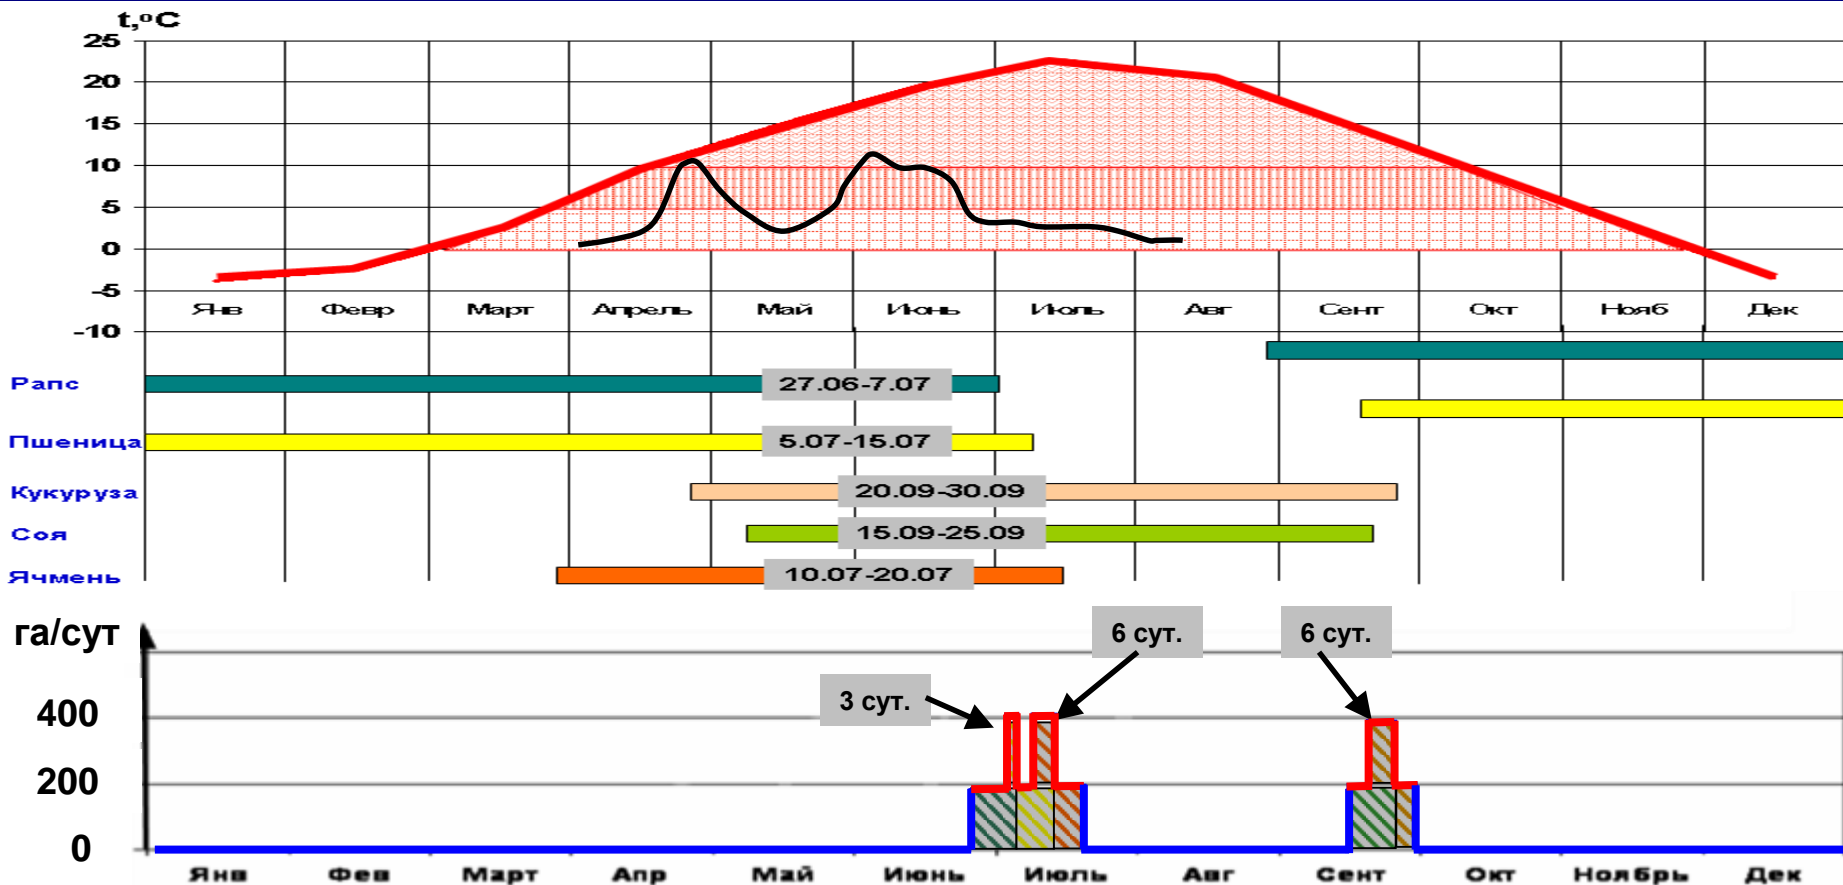 t,°C
25
20
15
10
5
0
-5
-10
Янв Февр Март Апрель Май Июнь Июль Авг Сент Окт Нояб Дек
Рапс 27.06-7.07
Пшеница 5.07-15.07
Кукуруза 20.09-30.09
Соя 15.09-25.09
Ячмень 10.07-20.07
га/сут
6 сут. 6 сут.
3 сут.
400
200
0
Янв Фев Март Апр Май Июнь Июль Авг Сент Окт Ноябрь Дек